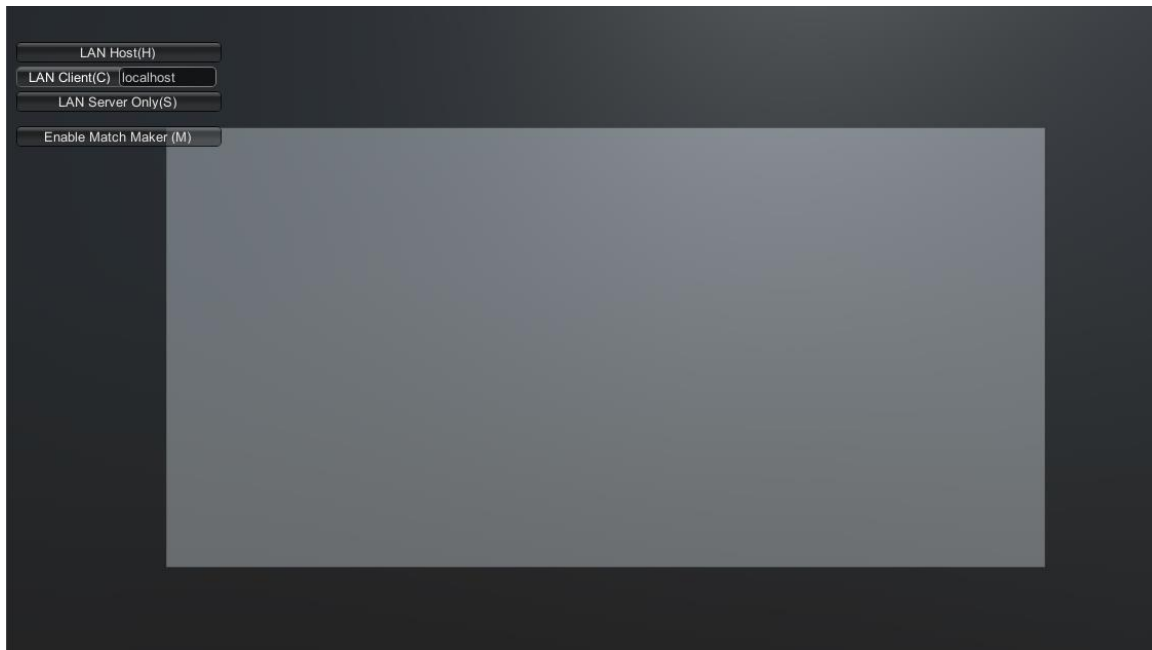 LAN Host(H)
LAN Client(C) localhost
LAN Server Only(S)
Enable Match Maker (M)